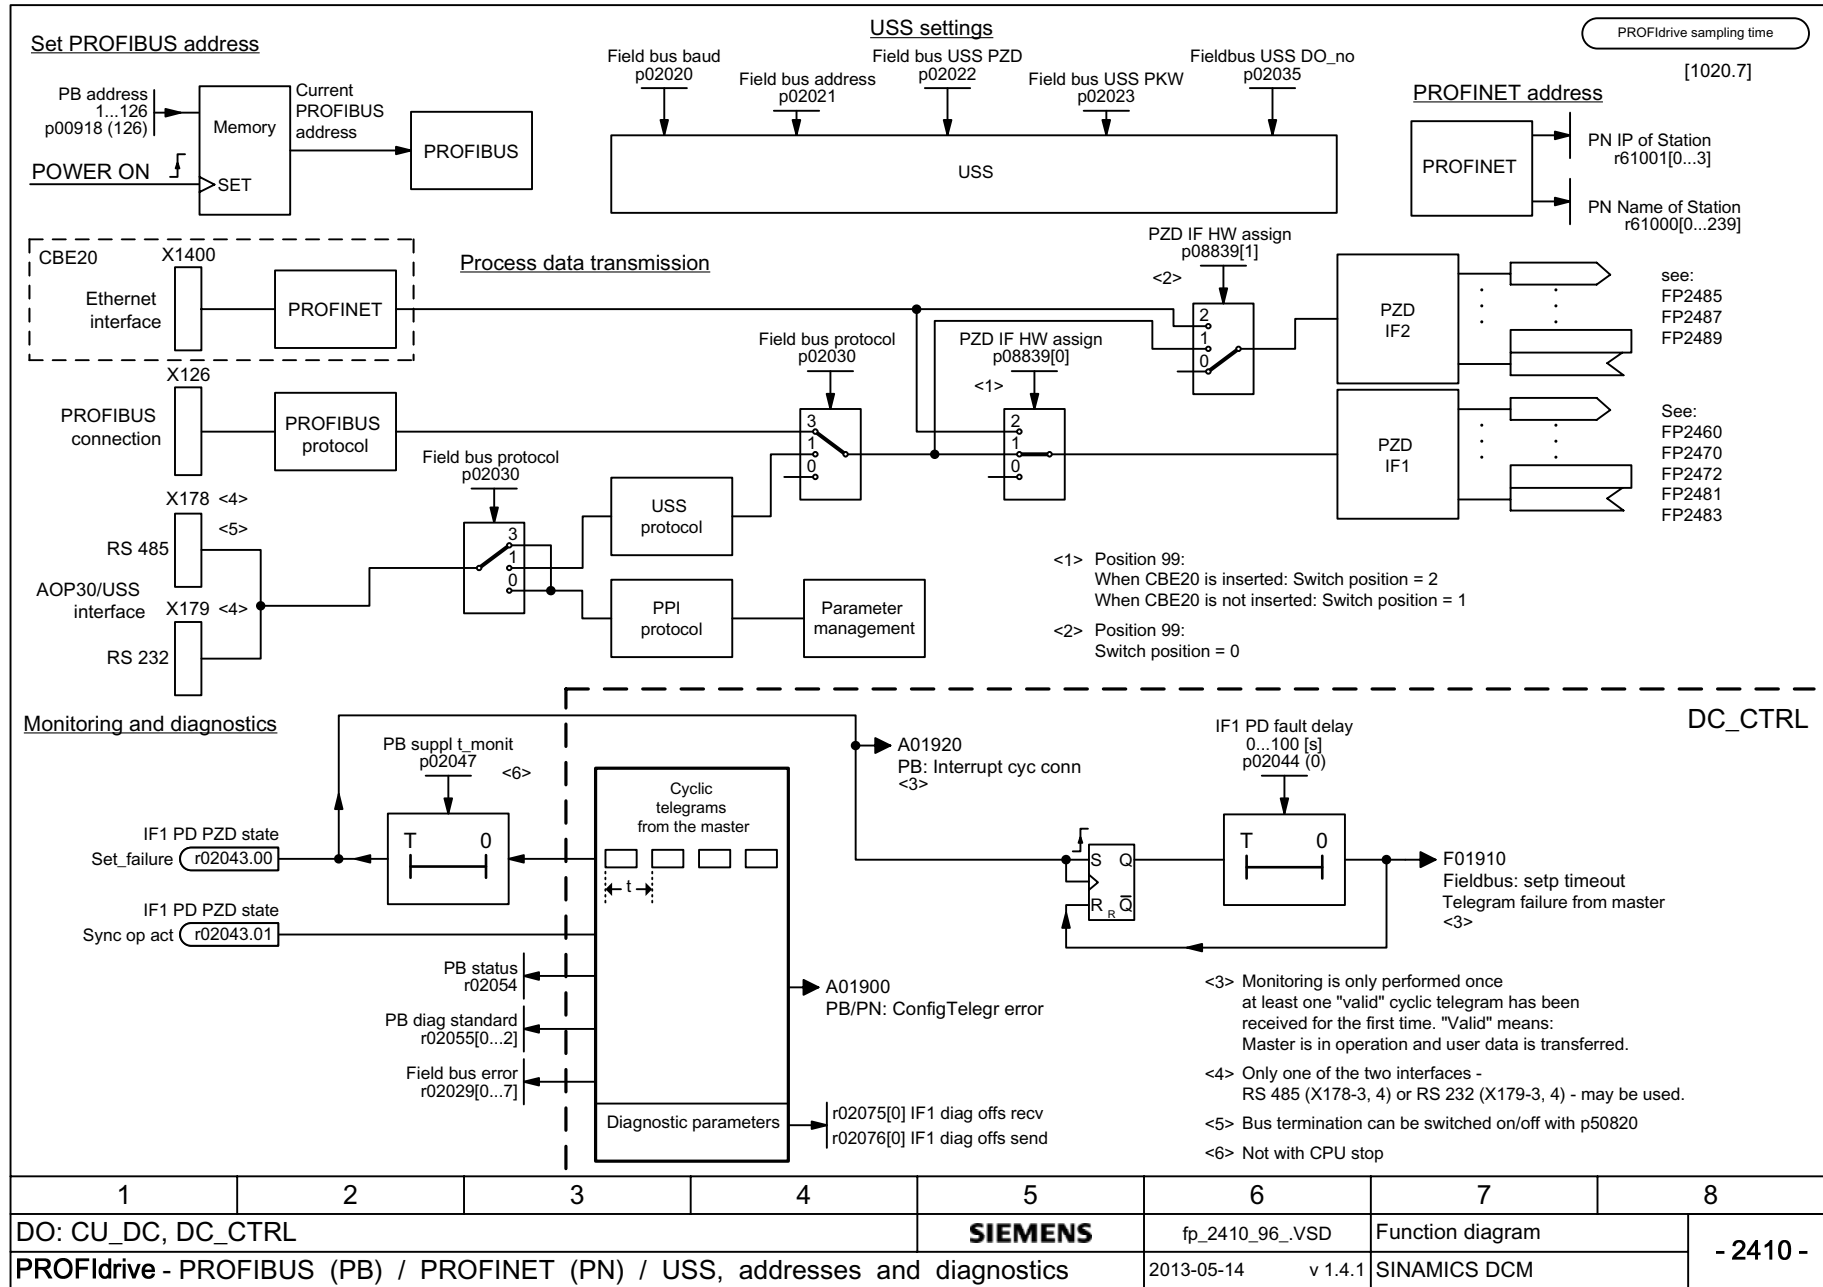 Set PROFIBUS address
PB address
1...126
p00918 (126)
POWER ON
Memory
SET
Current
PROFIBUS
address
PROFIBUS
USS settings
Field bus baud
p02020
Field bus address
p02021
Field bus USS PZD
p02022
Field bus USS PKW
p02023
Fieldbus USS DO_no
p02035
USS
PROFIdrive sampling time
[1020.7]
PROFINET address
PROFINET
PN IP of Station
r61001[0...3]
PN Name of Station
r61000[0...239]
CBE20
X1400
Ethernet
interface
PROFINET
Process data transmission
PZD IF HW assign
p08839[1]
<2>
2
1
0
PZD
IF2
see:
FP2485
FP2487
FP2489
X126
PROFIBUS
connection
PROFIBUS
protocol
Field bus protocol
p02030
3
1
0
PZD IF HW assign
p08839[0]
<1>
2
1
0
PZD
IF1
See:
FP2460
FP2470
FP2472
FP2481
FP2483
X178 <4>
<5>
RS 485
AOP30/USS
interface
X179 <4>
RS 232
Field bus protocol
p02030
3
1
0
USS
protocol
PPI
protocol
Parameter
management
<1> Position 99:
When CBE20 is inserted: Switch position = 2
When CBE20 is not inserted: Switch position = 1
<2> Position 99:
Switch position = 0
Monitoring and diagnostics
DC_CTRL
PB suppl t_monit
p02047
<6>
T 0
IF1 PD PZD state
Set_failure r02043.00
IF1 PD PZD state
Sync op act r02043.01
PB status
r02054
PB diag standard
r02055[0...2]
Field bus error
r02029[0...7]
Cyclic
telegrams
from the master
t
Diagnostic parameters
A01920
PB: Interrupt cyc conn
<3>
A01900
PB/PN: ConfigTelegr error
r02075[0] IF1 diag offs recv
r02076[0] IF1 diag offs send
IF1 PD fault delay
0...100 [s]
p02044 (0)
S Q
R R Q̅
T 0
F01910
Fieldbus: setp timeout
Telegram failure from master
<3>
<3> Monitoring is only performed once
at least one "valid" cyclic telegram has been
received for the first time. "Valid" means:
Master is in operation and user data is transferred.
<4> Only one of the two interfaces -
RS 485 (X178-3, 4) or RS 232 (X179-3, 4) - may be used.
<5> Bus termination can be switched on/off with p50820
<6> Not with CPU stop
1 2 3 4 5 6 7 8
DO: CU_DC, DC_CTRL
SIEMENS
fp_2410_96_.VSD
Function diagram
- 2410 -
PROFIdrive - PROFIBUS (PB) / PROFINET (PN) / USS, addresses and diagnostics
2013-05-14 v 1.4.1
SINAMICS DCM